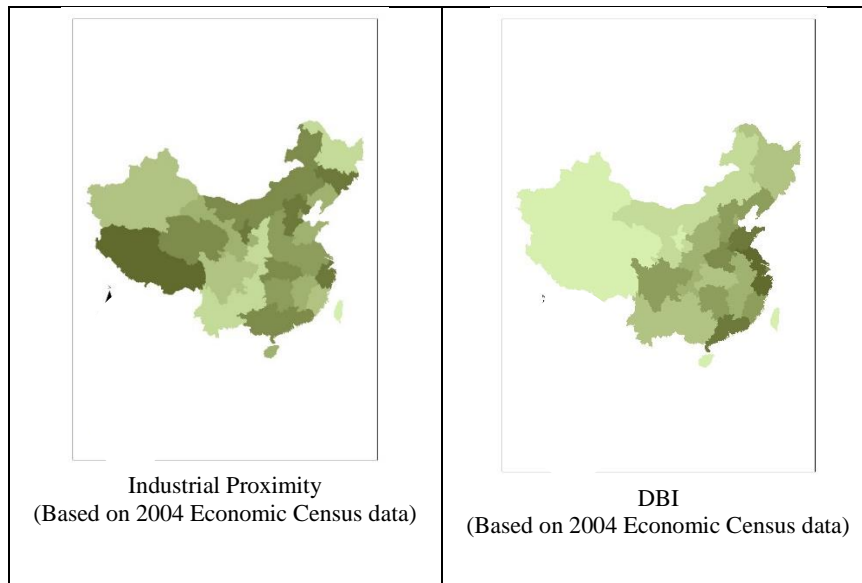 Industrial Proximity
(Based on 2004 Economic Census data)
DBI
(Based on 2004 Economic Census data)